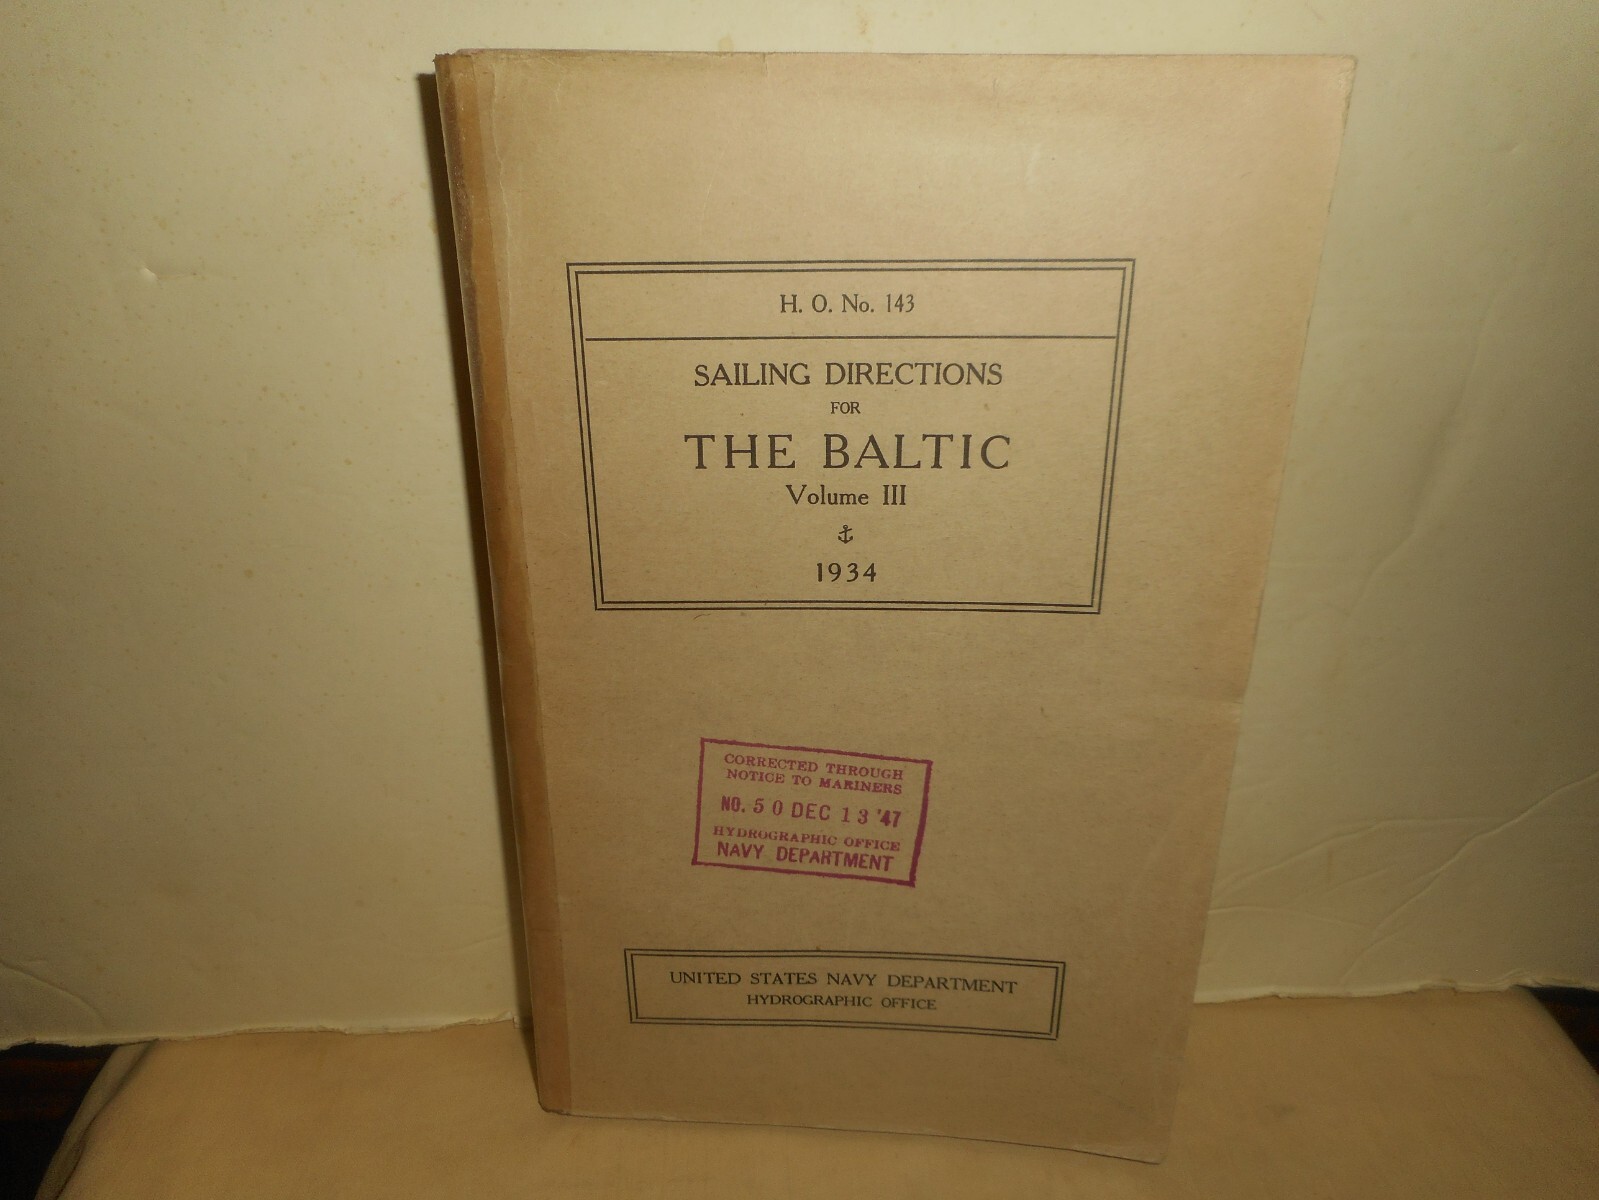 H. O. No. 143
SAILING DIRECTIONS
FOR
THE BALTIC
Volume III
1934
CORRECTED THROUGH
NOTICE TO MARINERS
NO. 50 DEC 13 '47
HYDROGRAPHIC OFFICE
NAVY DEPARTMENT
UNITED STATES NAVY DEPARTMENT
HYDROGRAPHIC OFFICE